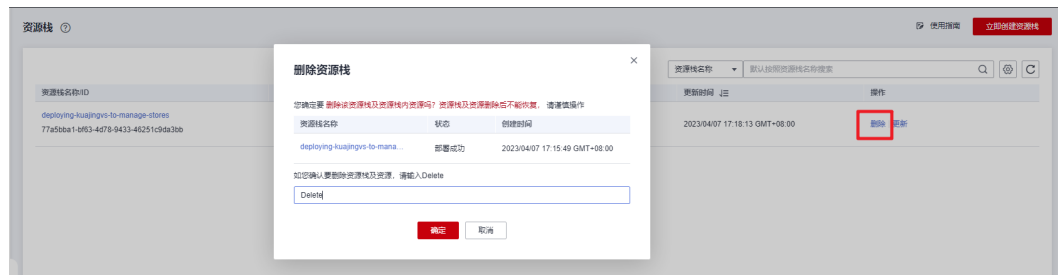 资源栈
使用指南
立即创建资源栈
删除资源栈
资源栈名称
默认按照资源栈名称搜索
资源栈名称/ID
更新时间
操作
您确定要 删除该资源栈及资源栈内资源吗？资源栈及资源删除后不能恢复， 请谨慎操作
deploying-kuajingvs-to-manage-stores
77a5bba1-bf63-4d78-9433-46251c9da3bb
资源栈名称 状态 创建时间
2023/04/07 17:18:13 GMT+08:00
删除 更新
deploying-kuajingvs-to-mana... 部署成功 2023/04/07 17:15:49 GMT+08:00
如您确认要删除资源栈及资源，请输入Delete
Delete
确定 取消